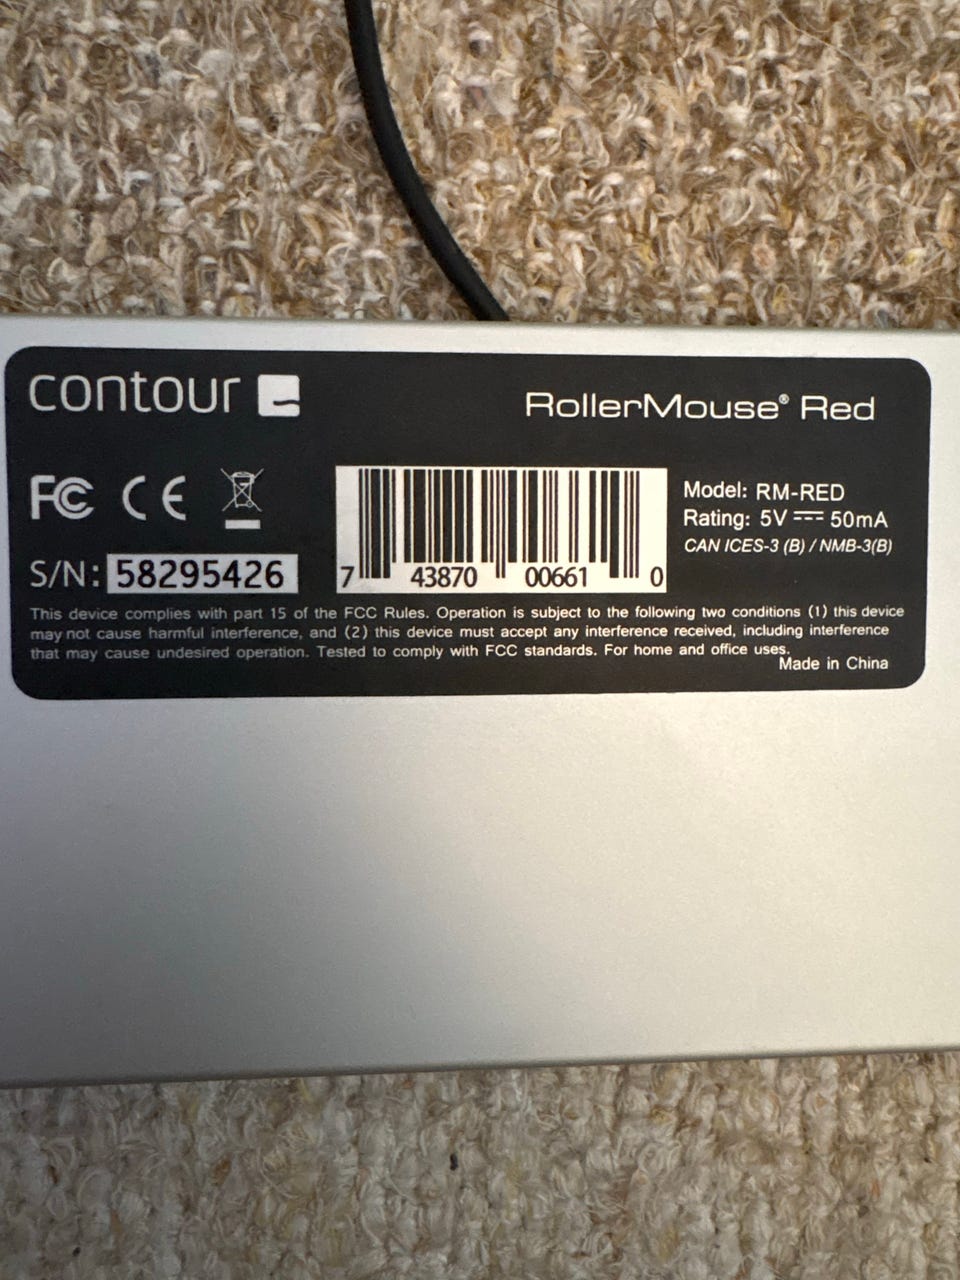 contour
RollerMouse® Red
FC CE
Model: RM-RED
Rating: 5V ⎓ 50mA
CAN ICES-3 (B) / NMB-3(B)
S/N: 58295426
7 43870 00661 0
This device complies with part 15 of the FCC Rules. Operation is subject to the following two conditions (1) this device
may not cause harmful interference, and (2) this device must accept any interference received, including interference
that may cause undesired operation. Tested to comply with FCC standards. For home and office uses.
Made in China